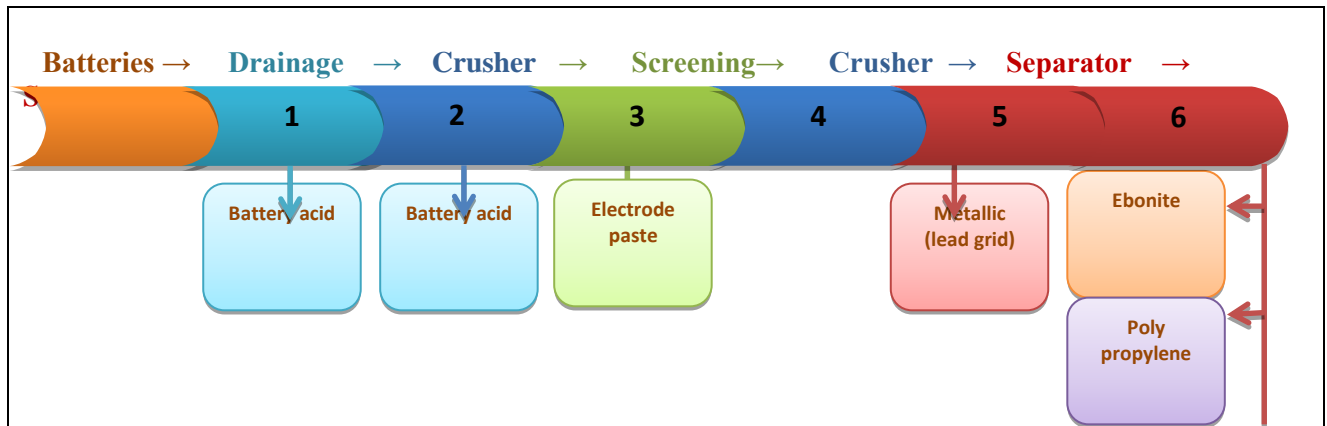 Batteries → Drainage → Crusher → Screening→ Crusher → Separator →
S
1 2 3 4 5 6
Battery acid
Battery acid
Electrode
paste
Metallic
(lead grid)
Ebonite
Poly
propylene